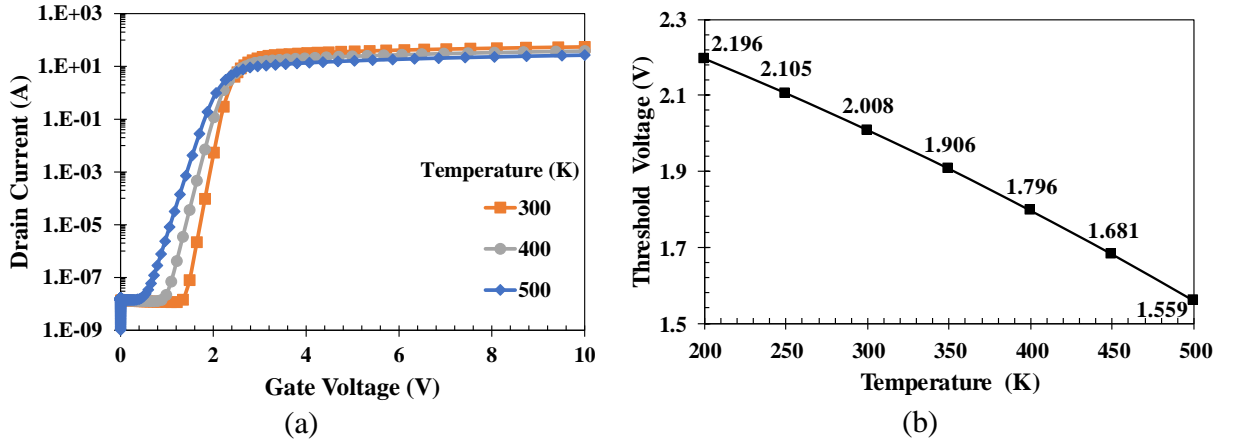 1.E+03
1.E+01
1.E-01
1.E-03
1.E-05
1.E-07
1.E-09
Drain Current (A)
0 2 4 6 8 10
Gate Voltage (V)
Temperature (K)
300
400
500
(a)
2.3
2.1
1.9
1.7
1.5
Threshold Voltage (V)
2.196
2.105
2.008
1.906
1.796
1.681
1.559
200 250 300 350 400 450 500
Temperature (K)
(b)